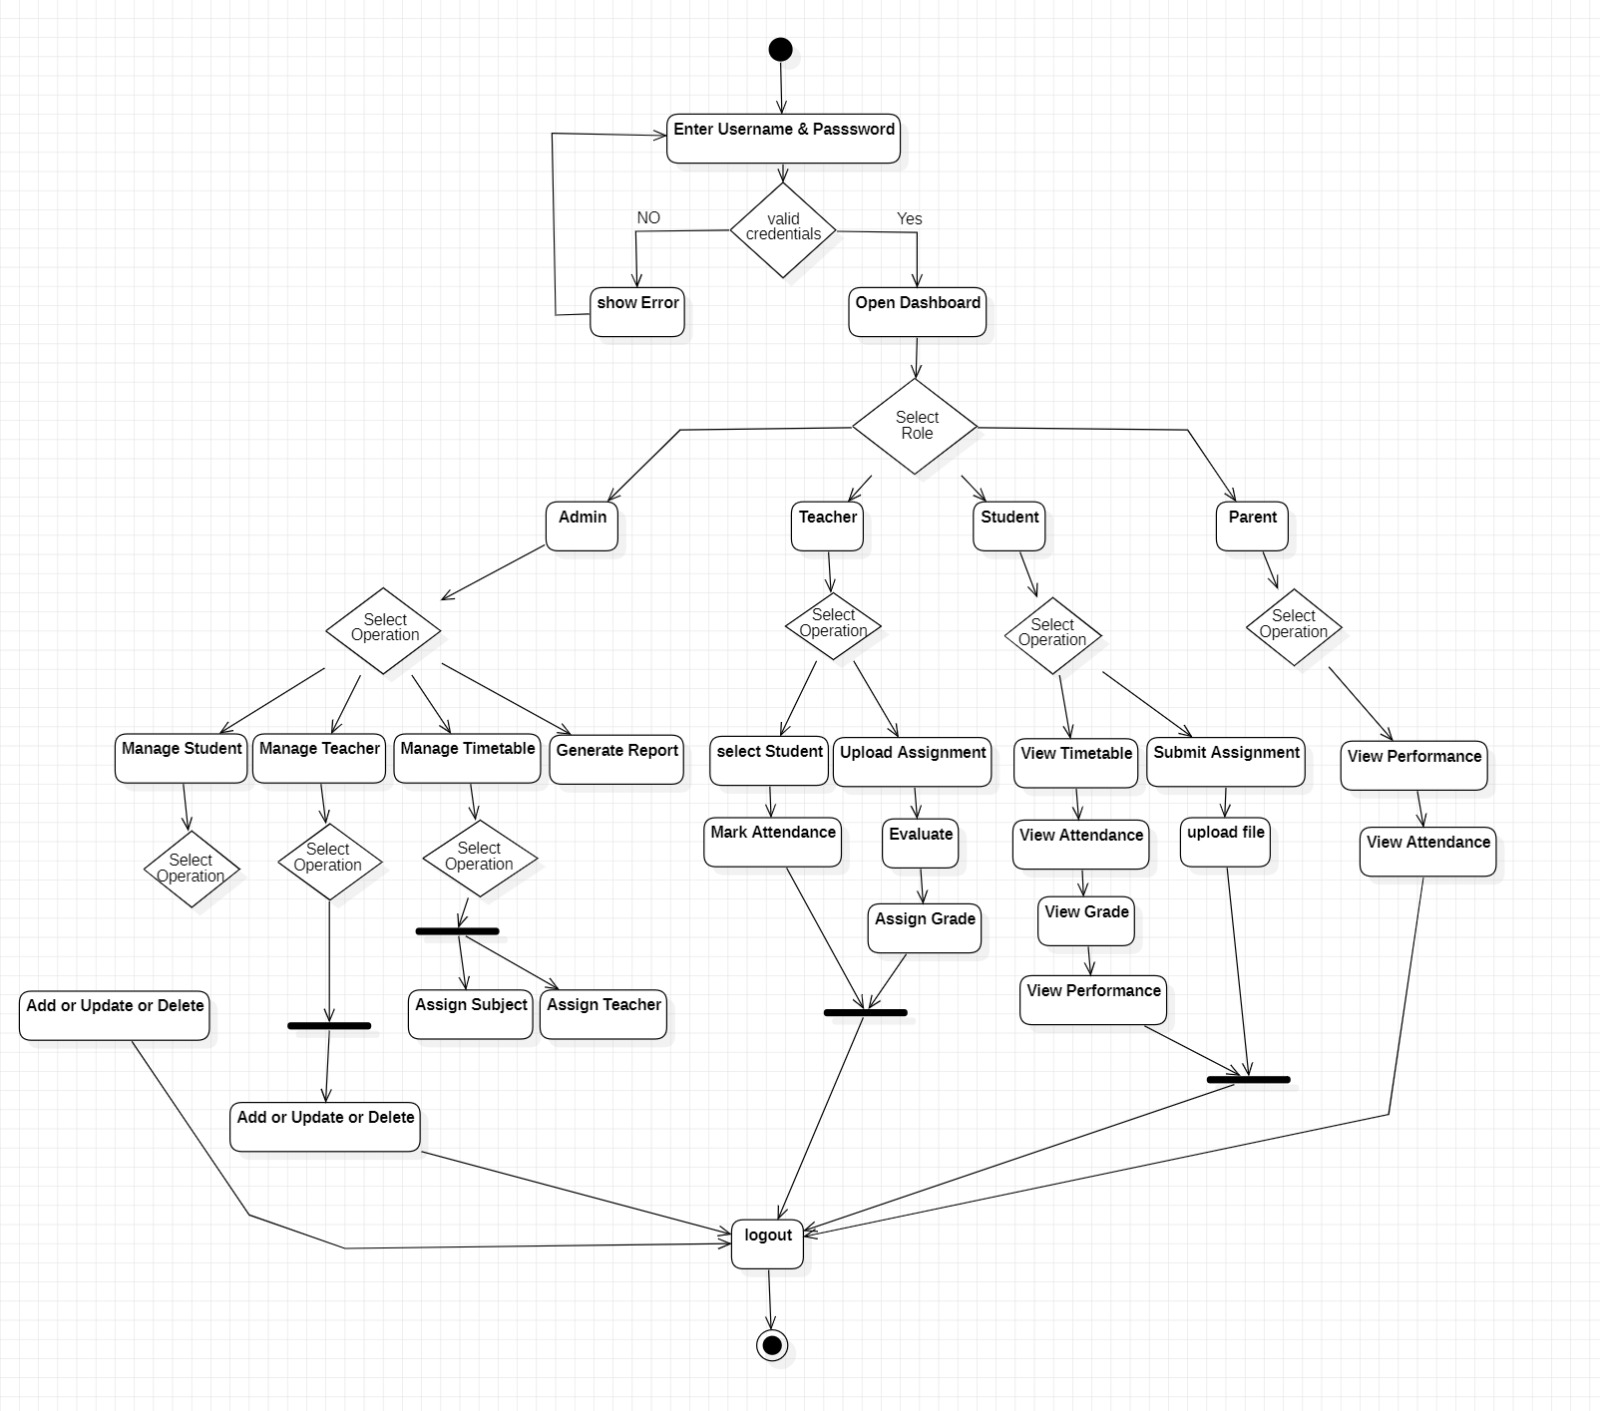 Enter Username & Passsword
NO
valid
credentials
Yes
show Error
Open Dashboard
Select
Role
Admin
Teacher
Student
Parent
Select
Operation
Select
Operation
Select
Operation
Select
Operation
Manage Student
Manage Teacher
Manage Timetable
Generate Report
select Student
Upload Assignment
View Timetable
Submit Assignment
View Performance
Select
Operation
Select
Operation
Select
Operation
Mark Attendance
Evaluate
View Attendance
upload file
View Attendance
Assign Grade
View Grade
Add or Update or Delete
Assign Subject
Assign Teacher
View Performance
Add or Update or Delete
logout